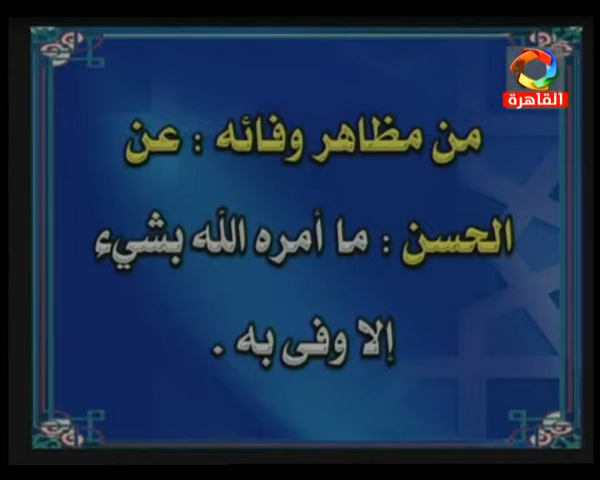 القاهرة
من مظاهر وفائه : عن
الحسن : ما أمره الله بشيء
إلا وفى به .